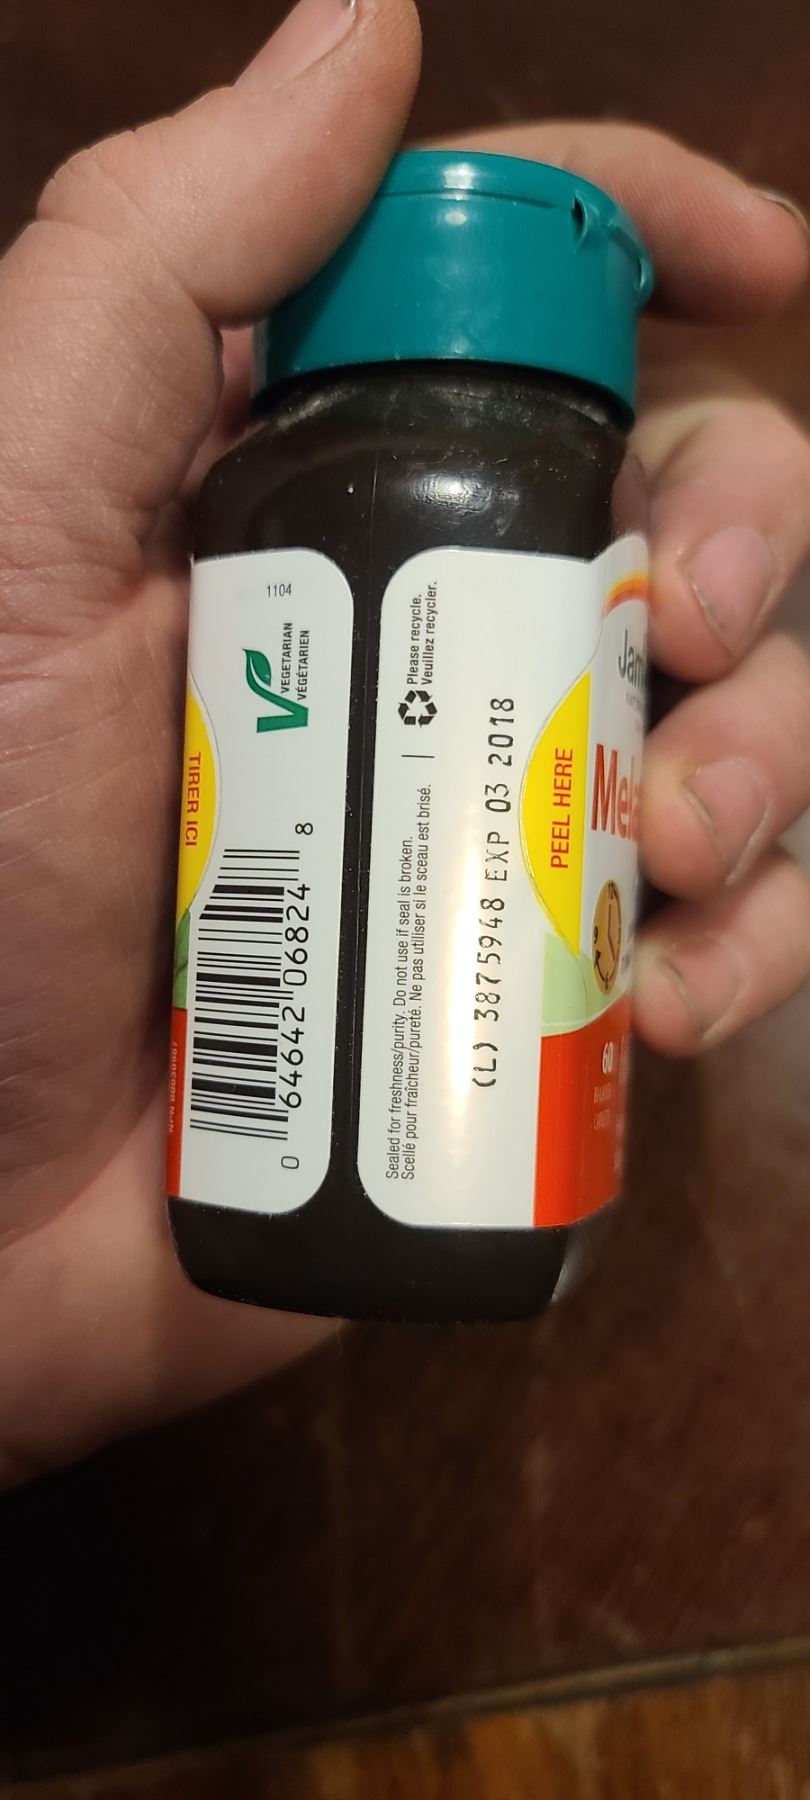 1104
VEGETARIAN
VÉGÉTARIEN
TIRER ICI
0 64642 06824 8
Please recycle.
Veuillez recycler.
Sealed for freshness/purity. Do not use if seal is broken.
Scellé pour fraîcheur/pureté. Ne pas utiliser si le sceau est brisé.
(L) 3875948 EXP 03 2018
PEEL HERE
60